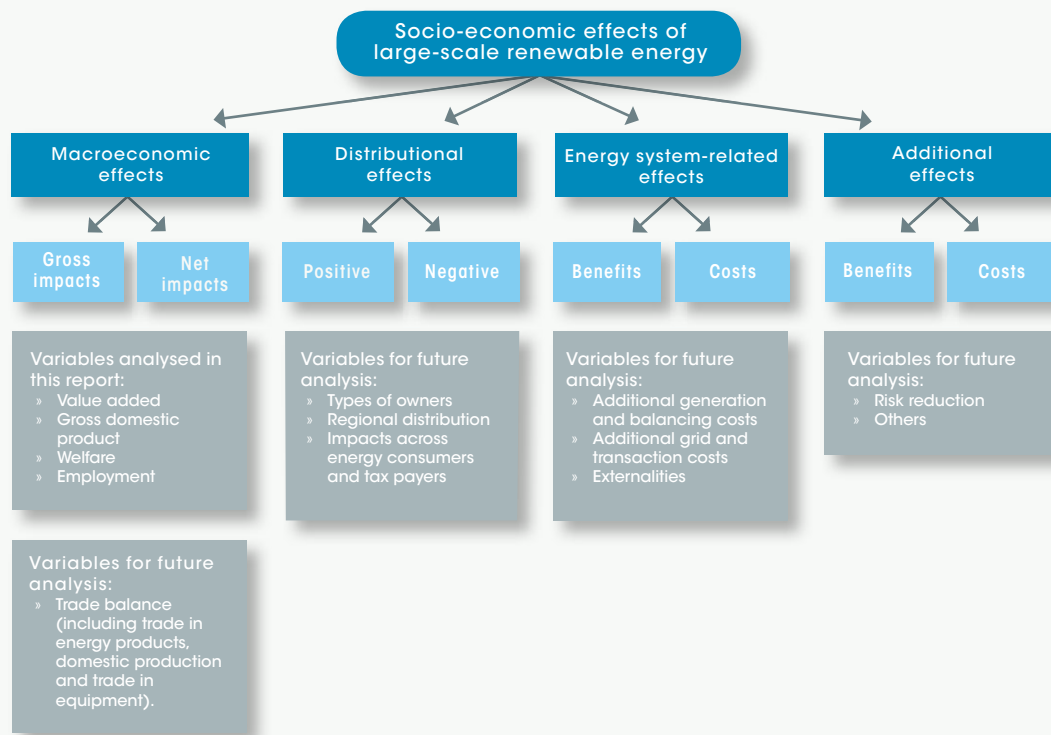 Socio-economic effects of
large-scale renewable energy
Macroeconomic
effects
Distributional
effects
Energy system-related
effects
Additional
effects
Gross
impacts
Net
impacts
Positive
Negative
Benefits
Costs
Benefits
Costs
Variables analysed in
this report:
» Value added
» Gross domestic
product
» Welfare
» Employment
Variables for future
analysis:
» Trade balance
(including trade in
energy products,
domestic production
and trade in
equipment).
Variables for future
analysis:
» Types of owners
» Regional distribution
» Impacts across
energy consumers
and tax payers
Variables for future
analysis:
» Additional generation
and balancing costs
» Additional grid and
transaction costs
» Externalities
Variables for future
analysis:
» Risk reduction
» Others